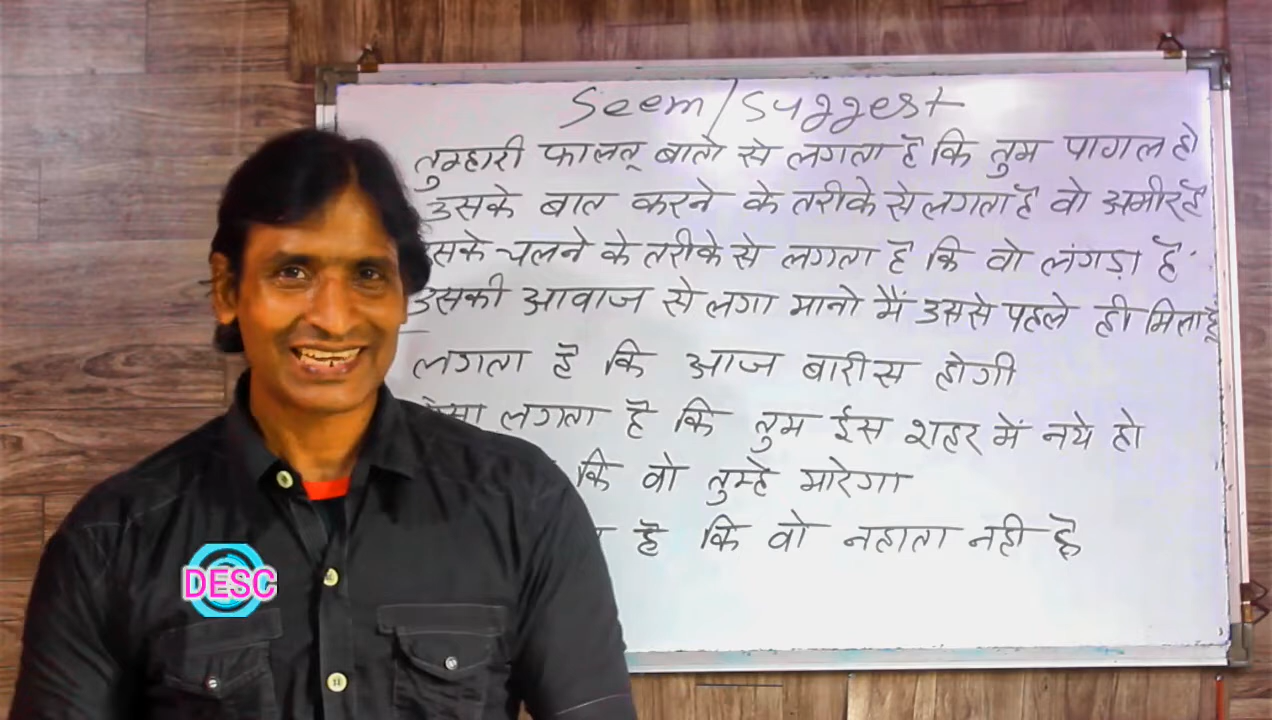 Seem/Suggest
तुम्हारी फालतू बातो से लगता है कि तुम पागल हो
उसके बात करने के तरीके से लगता है वो अमीर है
सके चलने के तरीके से लगता है कि वो लंगड़ा है
उसकी आवाज से लगा मानो मैं उससे पहले ही मिला हूँ
लगता है कि आज बारीस होगी
लगता है कि तुम ईस शहर में नये हो
कि वो तुम्हे मारेगा
है कि वो नहाता नही है
DESC